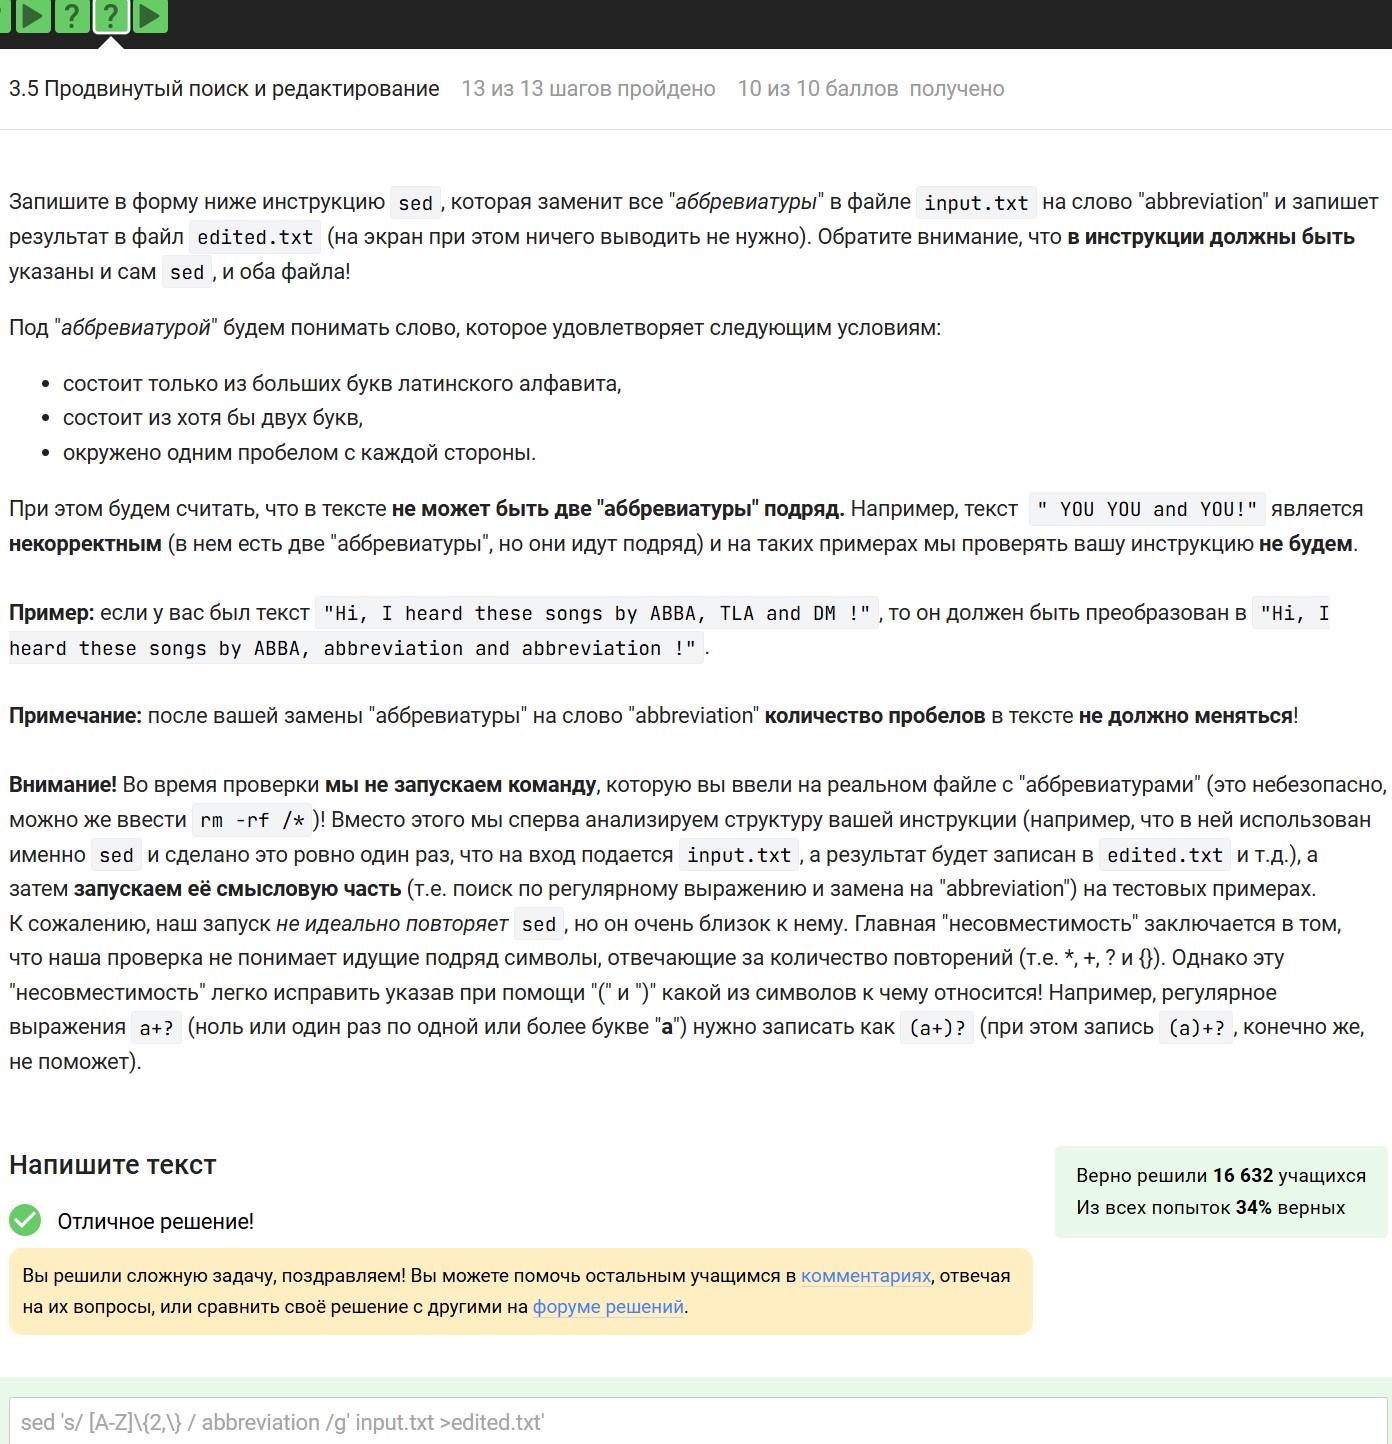 ? ?
3.5 Продвинутый поиск и редактирование 13 из 13 шагов пройдено 10 из 10 баллов получено
Запишите в форму ниже инструкцию sed, которая заменит все "аббревиатуры" в файле input.txt на слово "abbreviation" и запишет
результат в файл edited.txt (на экран при этом ничего выводить не нужно). Обратите внимание, что в инструкции должны быть
указаны и сам sed, и оба файла!
Под "аббревиатурой" будем понимать слово, которое удовлетворяет следующим условиям:
• состоит только из больших букв латинского алфавита,
• состоит из хотя бы двух букв,
• окружено одним пробелом с каждой стороны.
При этом будем считать, что в тексте не может быть две "аббревиатуры" подряд. Например, текст " YOU YOU and YOU!" является
некорректным (в нем есть две "аббревиатуры", но они идут подряд) и на таких примерах мы проверять вашу инструкцию не будем.
Пример: если у вас был текст "Hi, I heard these songs by ABBA, TLA and DM !", то он должен быть преобразован в "Hi, I
heard these songs by ABBA, abbreviation and abbreviation !".
Примечание: после вашей замены "аббревиатуры" на слово "abbreviation" количество пробелов в тексте не должно меняться!
Внимание! Во время проверки мы не запускаем команду, которую вы ввели на реальном файле с "аббревиатурами" (это небезопасно,
можно же ввести rm -rf /*)! Вместо этого мы сперва анализируем структуру вашей инструкции (например, что в ней использован
именно sed и сделано это ровно один раз, что на вход подается input.txt, а результат будет записан в edited.txt и т.д.), а
затем запускаем её смысловую часть (т.е. поиск по регулярному выражению и замена на "abbreviation") на тестовых примерах.
К сожалению, наш запуск не идеально повторяет sed, но он очень близок к нему. Главная "несовместимость" заключается в том,
что наша проверка не понимает идущие подряд символы, отвечающие за количество повторений (т.е. *, +, ? и {}). Однако эту
"несовместимость" легко исправить указав при помощи "(" и ")" какой из символов к чему относится! Например, регулярное
выражения a+? (ноль или один раз по одной или более букве "a") нужно записать как (a+)? (при этом запись (a)+?, конечно же,
не поможет).
Напишите текст
Верно решили 16 632 учащихся
Из всех попыток 34% верных
Отличное решение!
Вы решили сложную задачу, поздравляем! Вы можете помочь остальным учащимся в комментариях, отвечая
на их вопросы, или сравнить своё решение с другими на форуме решений.
sed 's/ [A-Z]\{2,\} / abbreviation /g' input.txt >edited.txt'